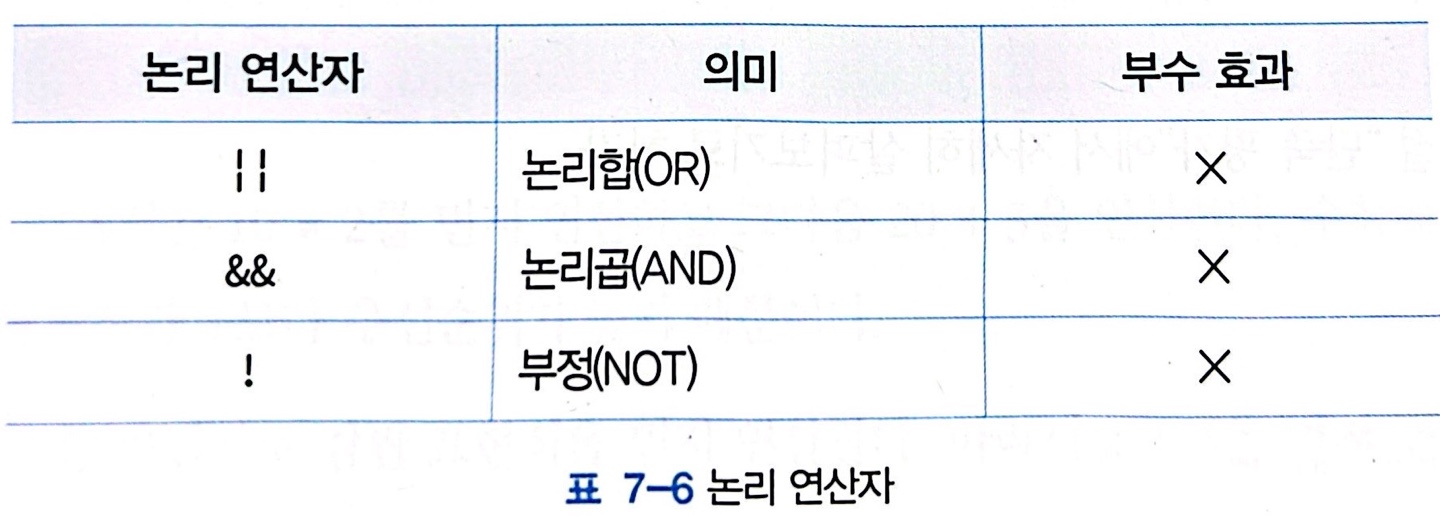 논리 연산자 의미 부수 효과
|| 논리합(OR) ×
&& 논리곱(AND) ×
! 부정(NOT) ×
표 7-6 논리 연산자